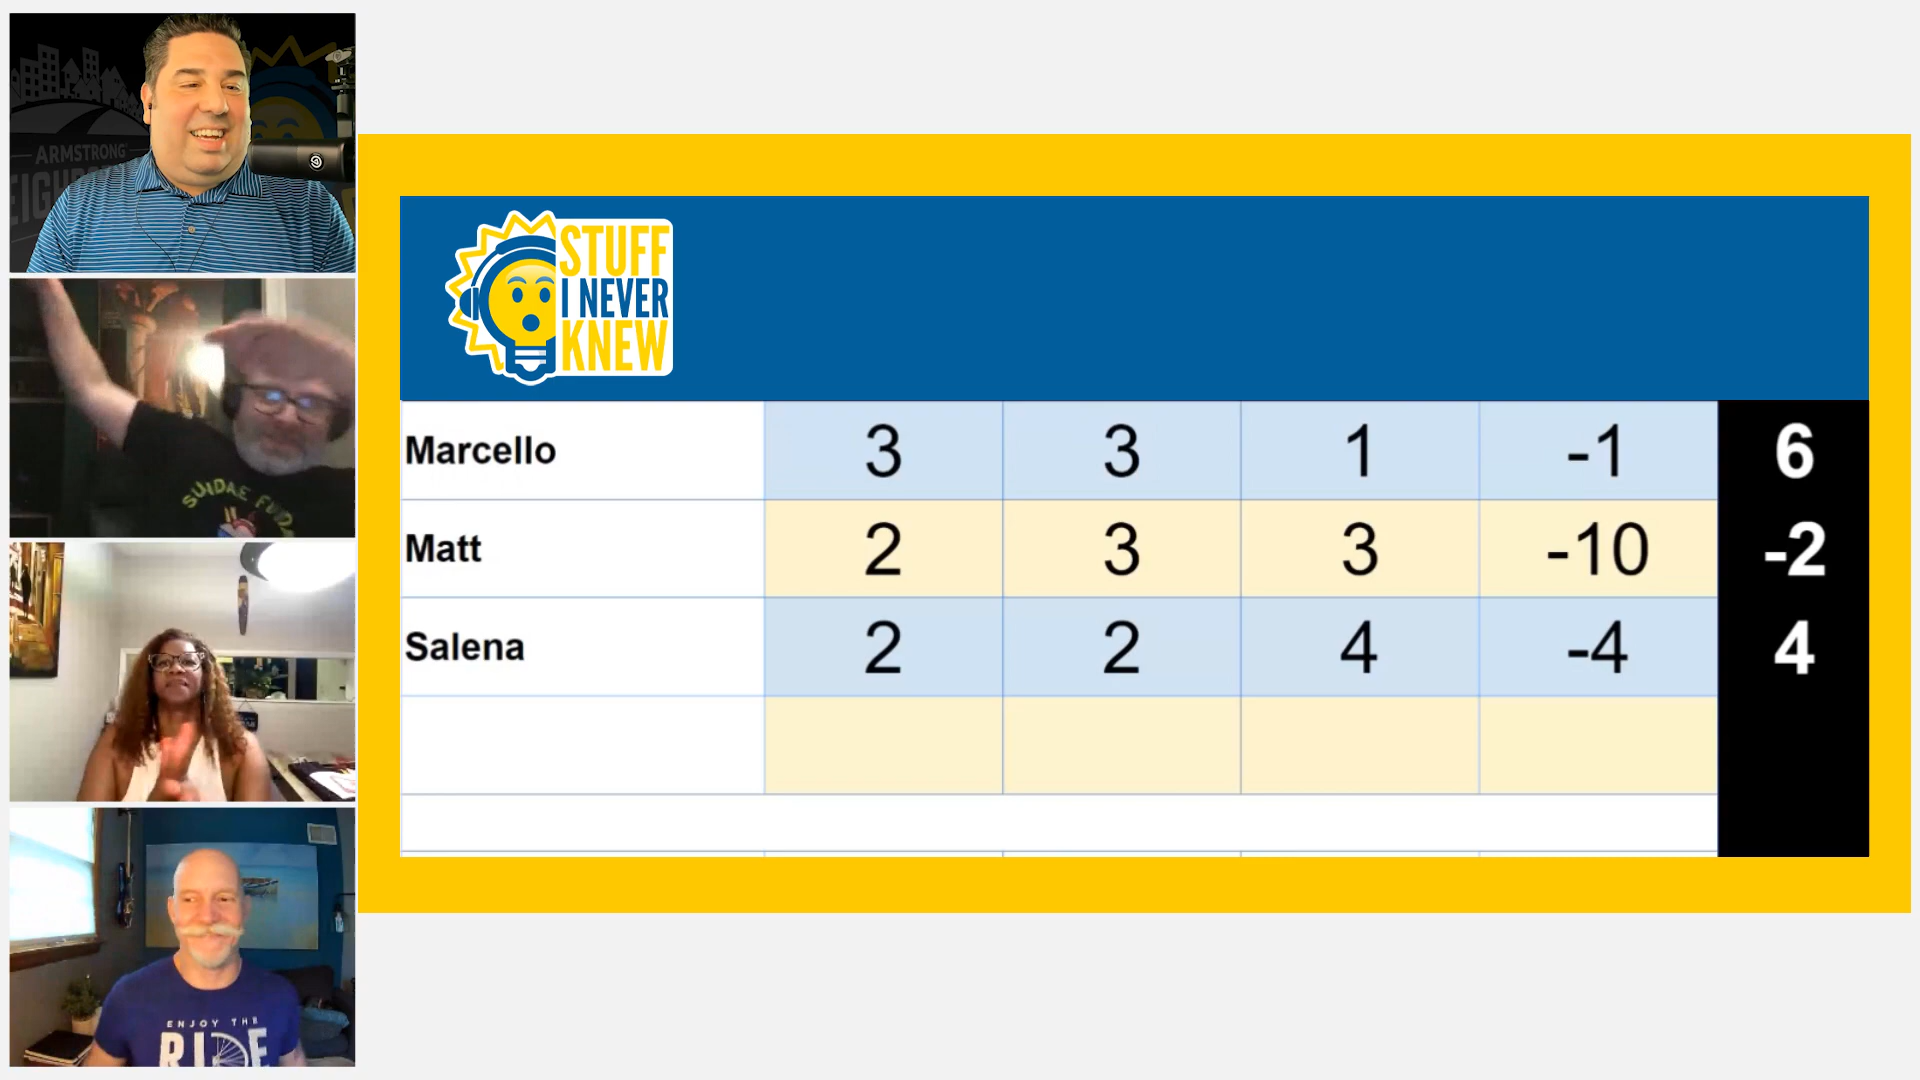 ARMSTRONG
STUFF
I NEVER
KNEW
Marcello 3 3 1 -1 6
Matt 2 3 3 -10 -2
Salena 2 2 4 -4 4
SUIDAE
ENJOY THE
RIDE